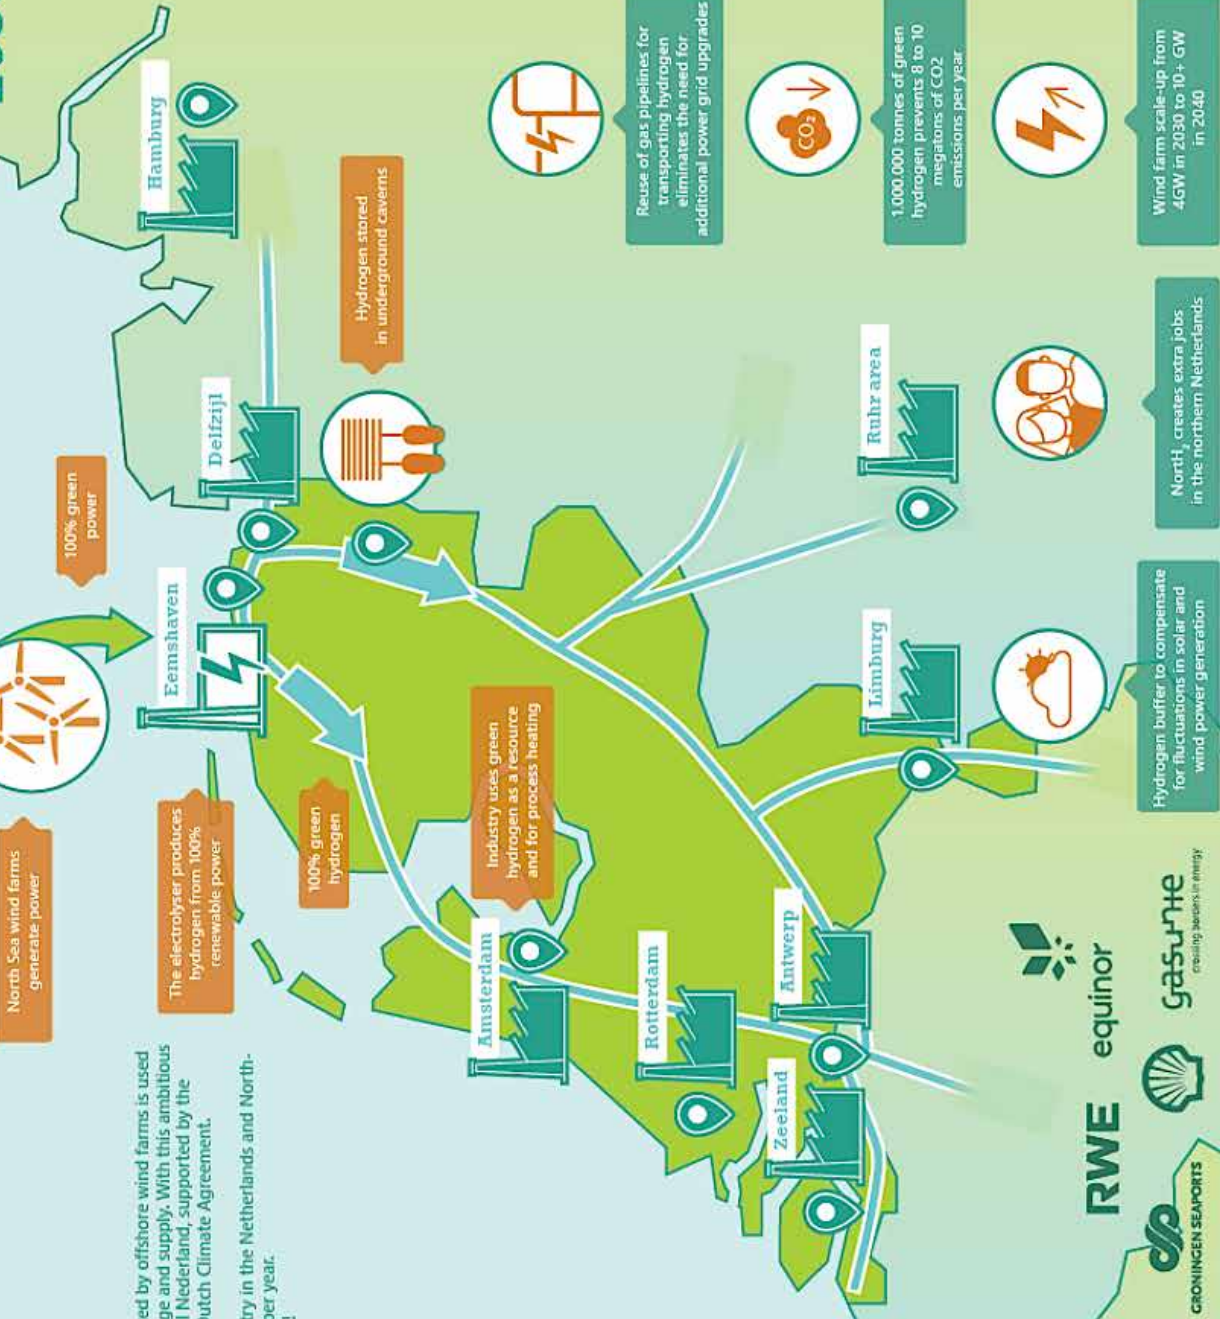 North Sea wind farms
generate power
100% green
power
ed by offshore wind farms is used
ge and supply. With this ambitious
l Nederland, supported by the
utch Climate Agreement.
try in the Netherlands and North-
per year.
The electrolyser produces
hydrogen from 100%
renewable power
Eemshaven
Delfzijl
Hamburg
100% green
hydrogen
Hydrogen stored
in underground caverns
Amsterdam
Industry uses green
hydrogen as a resource
and for process heating
Rotterdam
Zeeland
Antwerp
Limburg
Ruhr area
Reuse of gas pipelines for
transporting hydrogen
eliminates the need for
additional power grid upgrades
CO₂
1,000,000 tonnes of green
hydrogen prevents 8 to 10
megatons of CO2
emissions per year
Hydrogen buffer to compensate
for fluctuations in solar and
wind power generation
NortH₂ creates extra jobs
in the northern Netherlands
Wind farm scale-up from
4GW in 2030 to 10+ GW
in 2040
RWE
equinor
GRONINGEN SEAPORTS
gasunie
crossing borders in energy